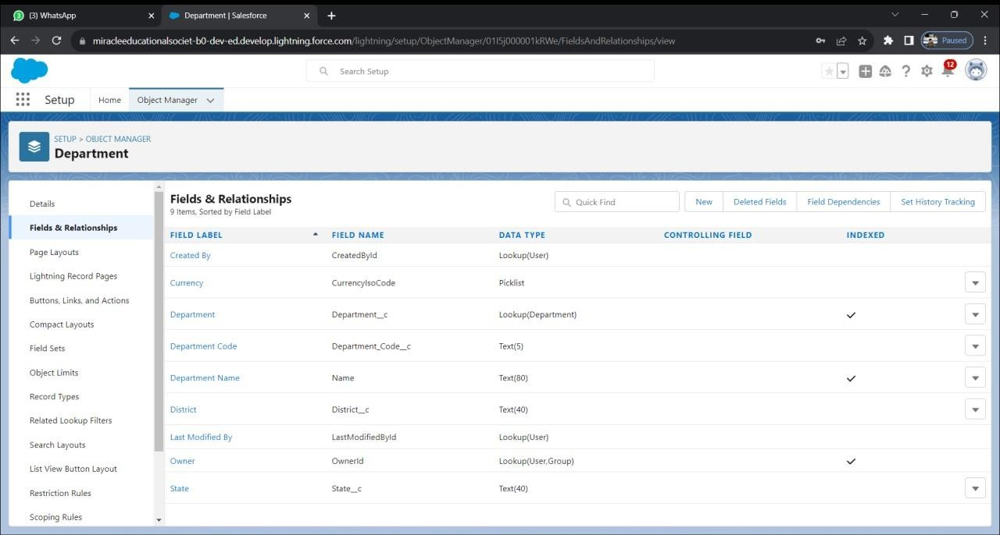 (3) WhatsApp
Department | Salesforce
miracleeducationalsociet-b0-dev-ed.develop.lightning.force.com/lightning/setup/ObjectManager/01I5j000001kRWe/FieldsAndRelationships/view
Paused
Search Setup
12
Setup
Home
Object Manager
SETUP > OBJECT MANAGER
Department
Details
Fields & Relationships
Page Layouts
Lightning Record Pages
Buttons, Links, and Actions
Compact Layouts
Field Sets
Object Limits
Record Types
Related Lookup Filters
Search Layouts
List View Button Layout
Restriction Rules
Scoping Rules
Fields & Relationships
9 Items, Sorted by Field Label
Quick Find
New
Deleted Fields
Field Dependencies
Set History Tracking
FIELD LABEL FIELD NAME DATA TYPE CONTROLLING FIELD INDEXED
Created By CreatedById Lookup(User)
Currency CurrencyIsoCode Picklist
Department Department__c Lookup(Department)
Department Code Department_Code__c Text(5)
Department Name Name Text(80)
District District__c Text(40)
Last Modified By LastModifiedById Lookup(User)
Owner OwnerId Lookup(User,Group)
State State__c Text(40)